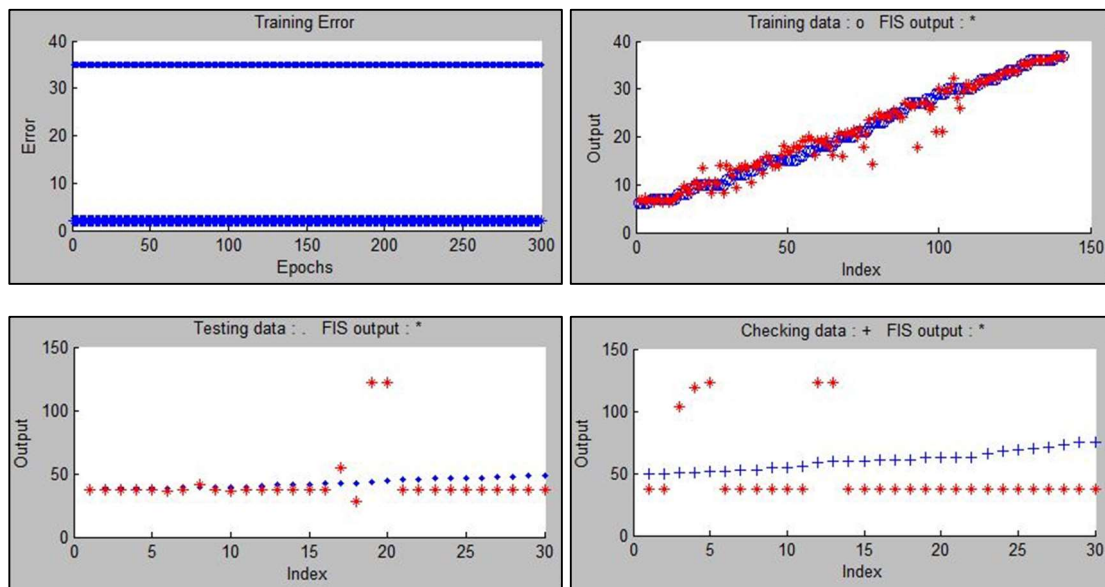 Training Error
40
30
20
10
0
Error
0 50 100 150 200 250 300
Epochs
Training data : o FIS output : *
40
30
20
10
0
Output
0 50 100 150
Index
Testing data : . FIS output : *
150
100
50
0
Output
0 5 10 15 20 25 30
Index
Checking data : + FIS output : *
150
100
50
0
Output
0 5 10 15 20 25 30
Index